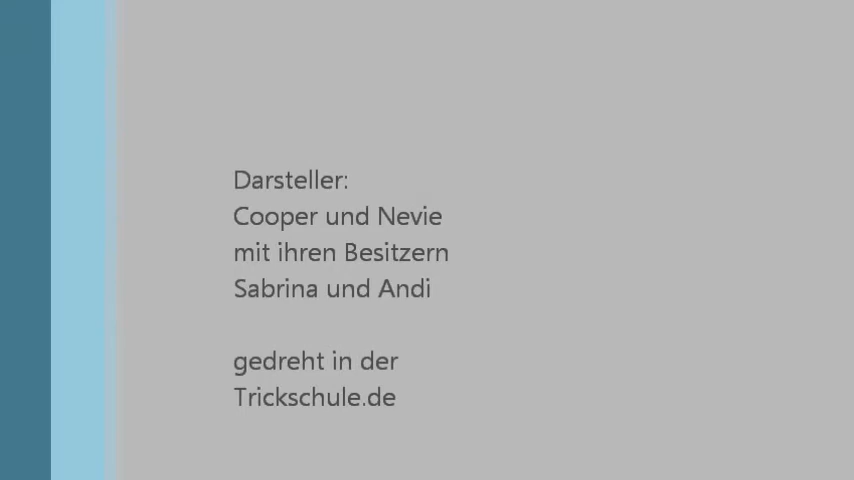 Darsteller:
Cooper und Nevie
mit ihren Besitzern
Sabrina und Andi
gedreht in der
Trickschule.de